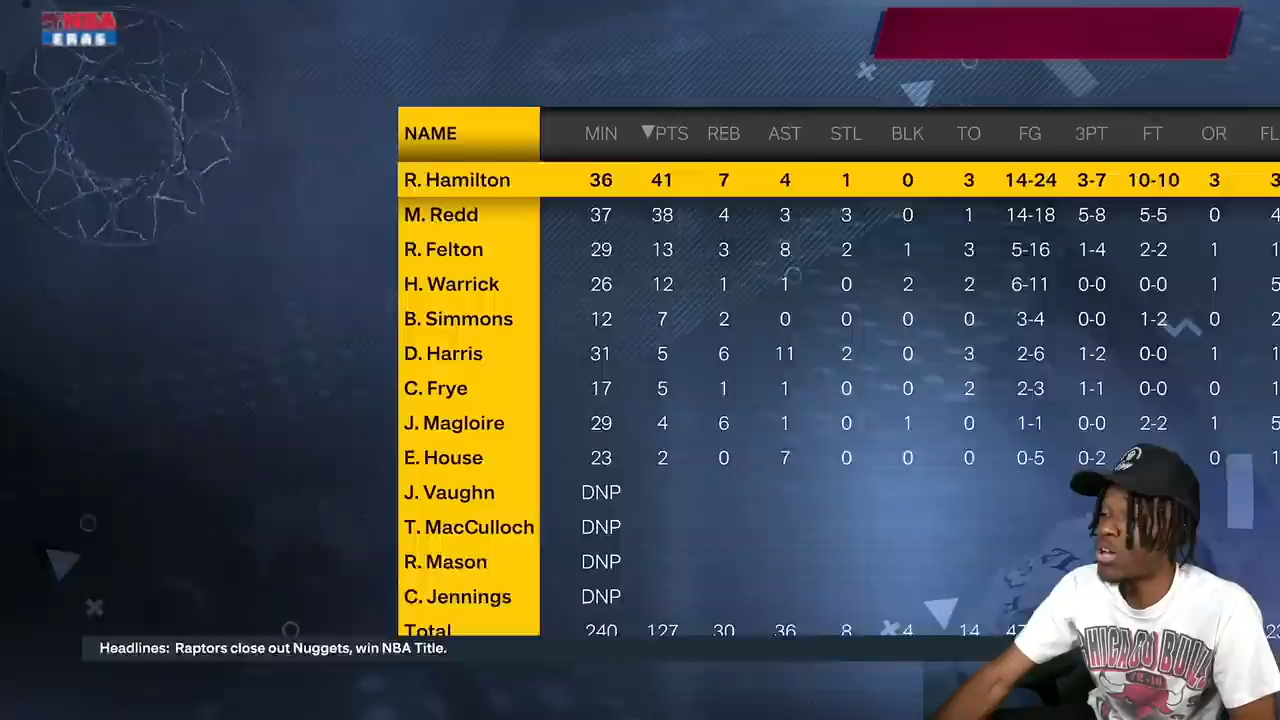 NBA
ERAS
NAME MIN ▼PTS REB AST STL BLK TO FG 3PT FT OR
R. Hamilton 36 41 7 4 1 0 3 14-24 3-7 10-10 3 3
M. Redd 37 38 4 3 3 0 1 14-18 5-8 5-5 0 4
R. Felton 29 13 3 8 2 1 3 5-16 1-4 2-2 1 1
H. Warrick 26 12 1 1 0 2 2 6-11 0-0 0-0 1 5
B. Simmons 12 7 2 0 0 0 0 3-4 0-0 1-2 0 2
D. Harris 31 5 6 11 2 0 3 2-6 1-2 0-0 1 1
C. Frye 17 5 1 1 0 0 2 2-3 1-1 0-0 0 1
J. Magloire 29 4 6 1 0 1 0 1-1 0-0 2-2 1 5
E. House 23 2 0 7 0 0 0 0-5 0-2 0 1
J. Vaughn DNP
T. MacCulloch DNP
R. Mason DNP
C. Jennings DNP
Total 240 127 30 36 8 4 14
Headlines: Raptors close out Nuggets, win NBA Title.
CHICAGO BULLS
72-10